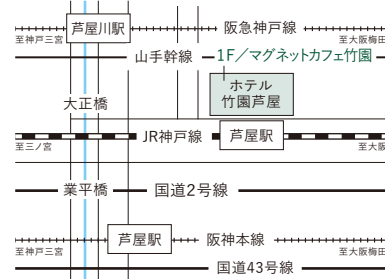 芦屋川駅
阪急神戸線
至神戸三宮
至大阪梅田
山手幹線
1F/マグネットカフェ竹園
ホテル
竹園芦屋
大正橋
JR神戸線
芦屋駅
至三ノ宮
至大阪
業平橋
国道2号線
芦屋駅
阪神本線
至神戸三宮
至大阪梅田
国道43号線